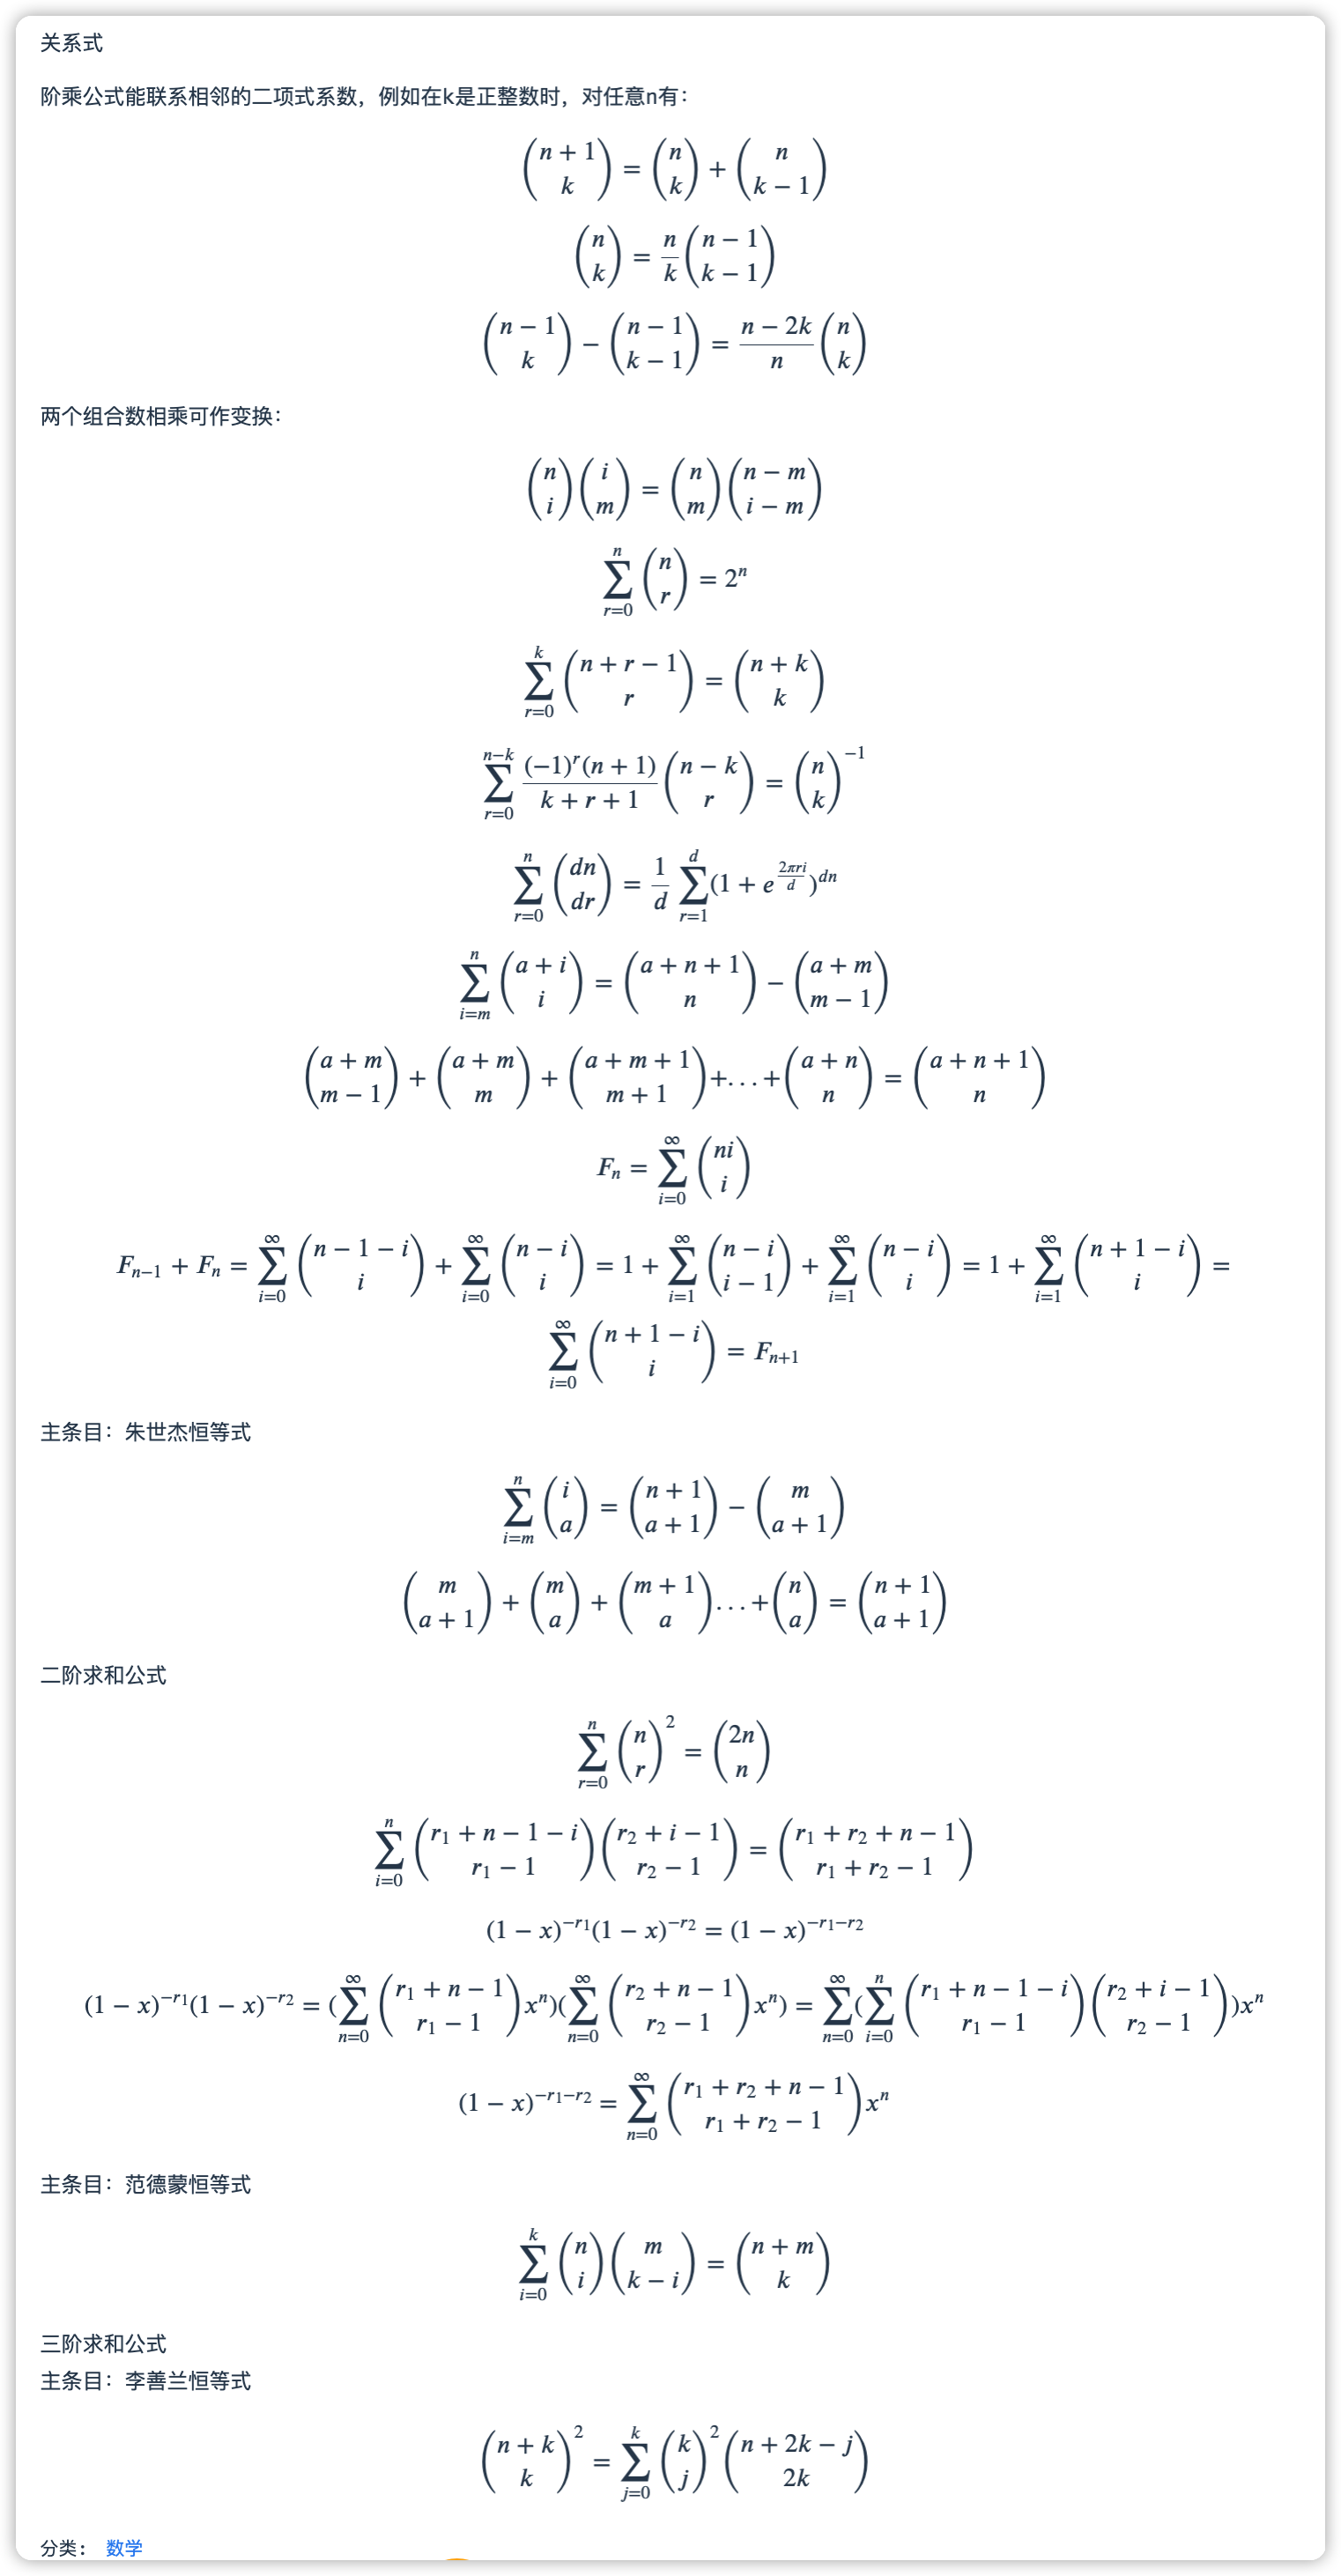 关系式
阶乘公式能联系相邻的二项式系数，例如在k是正整数时，对任意n有：
$$\binom{n+1}{k} = \binom{n}{k} + \binom{n}{k-1}$$
$$\binom{n}{k} = \frac{n}{k}\binom{n-1}{k-1}$$
$$\binom{n-1}{k} - \binom{n-1}{k-1} = \frac{n-2k}{n}\binom{n}{k}$$
两个组合数相乘可作变换：
$$\binom{n}{i}\binom{i}{m} = \binom{n}{m}\binom{n-m}{i-m}$$
$$\sum_{r=0}^{n}\binom{n}{r} = 2^n$$
$$\sum_{r=0}^{k}\binom{n+r-1}{r} = \binom{n+k}{k}$$
$$\sum_{r=0}^{n-k}\frac{(-1)^r(n+1)}{k+r+1}\binom{n-k}{r} = \binom{n}{k}^{-1}$$
$$\sum_{r=0}^{n}\binom{dn}{dr} = \frac{1}{d}\sum_{r=1}^{d}(1+e^{\frac{2\pi ri}{d}})^{dn}$$
$$\sum_{i=m}^{n}\binom{a+i}{i} = \binom{a+n+1}{n} - \binom{a+m}{m-1}$$
$$\binom{a+m}{m-1} + \binom{a+m}{m} + \binom{a+m+1}{m+1} + \ldots + \binom{a+n}{n} = \binom{a+n+1}{n}$$
$$F_n = \sum_{i=0}^{\infty}\binom{ni}{i}$$
$$F_{n-1} + F_n = \sum_{i=0}^{\infty}\binom{n-1-i}{i} + \sum_{i=0}^{\infty}\binom{n-i}{i} = 1 + \sum_{i=1}^{\infty}\binom{n-i}{i-1} + \sum_{i=1}^{\infty}\binom{n-i}{i} = 1 + \sum_{i=1}^{\infty}\binom{n+1-i}{i} =$$
$$\sum_{i=0}^{\infty}\binom{n+1-i}{i} = F_{n+1}$$
主条目：朱世杰恒等式
$$\sum_{i=m}^{n}\binom{i}{a} = \binom{n+1}{a+1} - \binom{m}{a+1}$$
$$\binom{m}{a+1} + \binom{m}{a} + \binom{m+1}{a} \ldots + \binom{n}{a} = \binom{n+1}{a+1}$$
二阶求和公式
$$\sum_{r=0}^{n}\binom{n}{r}^2 = \binom{2n}{n}$$
$$\sum_{i=0}^{n}\binom{r_1+n-1-i}{r_1-1}\binom{r_2+i-1}{r_2-1} = \binom{r_1+r_2+n-1}{r_1+r_2-1}$$
$$(1-x)^{-r_1}(1-x)^{-r_2} = (1-x)^{-r_1-r_2}$$
$$(1-x)^{-r_1}(1-x)^{-r_2} = (\sum_{n=0}^{\infty}\binom{r_1+n-1}{r_1-1}x^n)(\sum_{n=0}^{\infty}\binom{r_2+n-1}{r_2-1}x^n) = \sum_{n=0}^{\infty}(\sum_{i=0}^{n}\binom{r_1+n-1-i}{r_1-1}\binom{r_2+i-1}{r_2-1})x^n$$
$$(1-x)^{-r_1-r_2} = \sum_{n=0}^{\infty}\binom{r_1+r_2+n-1}{r_1+r_2-1}x^n$$
主条目：范德蒙恒等式
$$\sum_{i=0}^{k}\binom{n}{i}\binom{m}{k-i} = \binom{n+m}{k}$$
三阶求和公式
主条目：李善兰恒等式
$$\binom{n+k}{k}^2 = \sum_{j=0}^{k}\binom{k}{j}^2\binom{n+2k-j}{2k}$$
分类： 数学